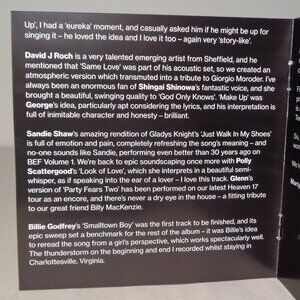 Up', I had a 'eureka' moment, and casually asked him if he might be up for
singing it – he loved the idea and I love it too – again very 'story-like'.
David J Roch is a very talented emerging artist from Sheffield, and he
mentioned that 'Same Love' was part of his acoustic set, so we created an
atmospheric version which transmuted into a tribute to Giorgio Moroder. I've
always been an enormous fan of Shingai Shinowa's fantastic voice, and she
brought a beautiful, swinging quality to 'God Only Knows'. Make Up' was
George's idea, particularly apt considering the lyrics, and his interpretation is
full of inimitable character and honesty – brilliant.
Sandie Shaw's amazing rendition of Gladys Knight's 'Just Walk In My Shoes'
is full of emotion and pain, completely refreshing the song's meaning – and
no-one sounds like Sandie, performing even better than 30 years ago on
BEF Volume 1. We're back to epic soundscaping once more with Polly
Scattergood's 'Look of Love', which she interprets in a beautiful semi-
whisper, as if speaking into the ear of a lover – I love this track. Glenn's
version of 'Party Fears Two' has been performed on our latest Heaven 17
tour as an encore, and there's never a dry eye in the house – a fitting tribute
to our great friend Billy MacKenzie.
Billie Godfrey's 'Smalltown Boy' was the first track to be finished, and its
epic sweep set a benchmark for the rest of the album – it was Billie's idea
to reread the song from a girl's perspective, which works spectacularly well.
The thunderstorm on the beginning and end I recorded whilst staying in
Charlottesville, Virginia.